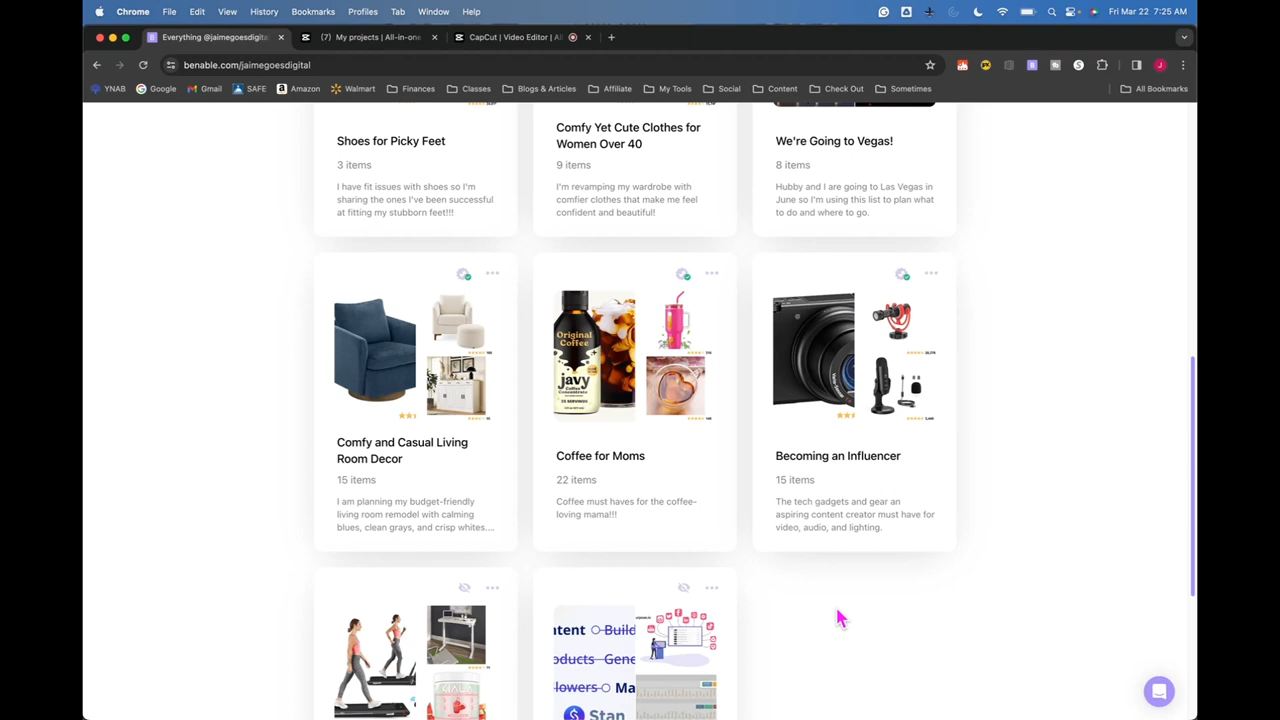 Chrome File Edit View History Bookmarks Profiles Tab Window Help Fri Mar 22 7:25 AM
Everything @jaimegoesdigital (7) My projects | All-in-one CapCut | Video Editor | All
benable.com/jaimegoesdigital
YNAB Google Gmail SAFE Amazon Walmart Finances Classes Blogs & Articles Affiliate My Tools Social Content Check Out Sometimes All Bookmarks
Shoes for Picky Feet
3 items
I have fit issues with shoes so I'm
sharing the ones I've been successful
at fitting my stubborn feet!!!
Comfy Yet Cute Clothes for
Women Over 40
9 items
I'm revamping my wardrobe with
comfier clothes that make me feel
confident and beautiful!
We're Going to Vegas!
8 items
Hubby and I are going to Las Vegas in
June so I'm using this list to plan what
to do and where to go.
Comfy and Casual Living
Room Decor
15 items
I am planning my budget-friendly
living room remodel with calming
blues, clean grays, and crisp whites....
Original
Coffee
javy
Coffee
Concentrate
Coffee for Moms
22 items
Coffee must haves for the coffee-
loving mama!!!
Becoming an Influencer
15 items
The tech gadgets and gear an
aspiring content creator must have for
video, audio, and lighting.
ntent Build
oducts Gene
llowers Ma
Stan